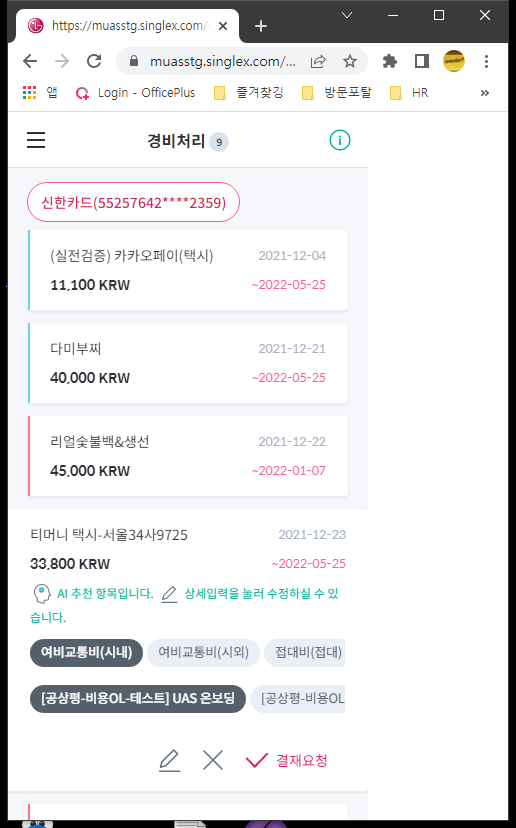 https://muasstg.singlex.com/
muasstg.singlex.com/...
앱
Login - OfficePlus
즐겨찾깅
방문포탈
HR
경비처리 9
신한카드(55257642****2359)
(실전검증) 카카오페이(택시) 2021-12-04
11,100 KRW ~2022-05-25
다미부찌 2021-12-21
40,000 KRW ~2022-05-25
리얼숯불백&생선 2021-12-22
45,000 KRW ~2022-01-07
티머니 택시-서울34사9725 2021-12-23
33,800 KRW ~2022-05-25
AI 추천 항목입니다. 상세입력을 눌러 수정하실 수 있
습니다.
여비교통비(시내) 여비교통비(시외) 접대비(접대)
[공상평-비용OL-테스트] UAS 온보딩 [공상평-비용OL
결재요청